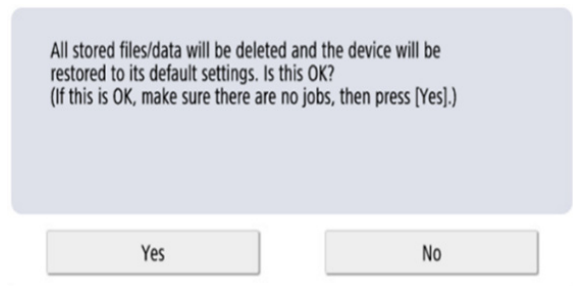 All stored files/data will be deleted and the device will be
restored to its default settings. Is this OK?
(If this is OK, make sure there are no jobs, then press [Yes].)
Yes
No